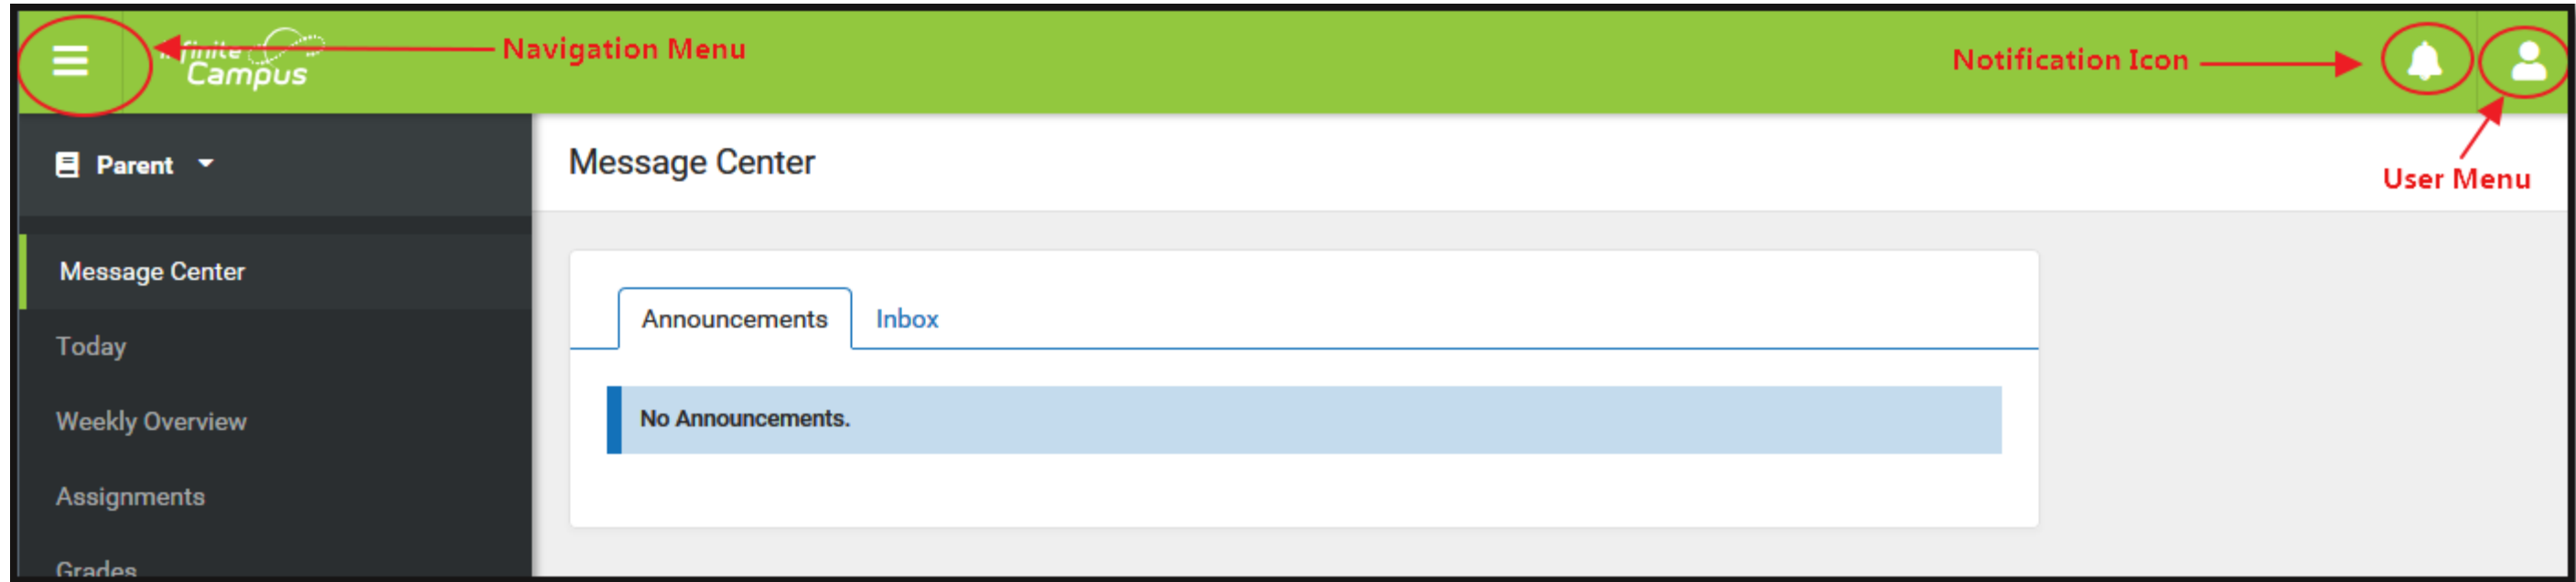 Campus
Navigation Menu
Notification Icon
User Menu
Parent
Message Center
Today
Weekly Overview
Assignments
Grades
Message Center
Announcements Inbox
No Announcements.